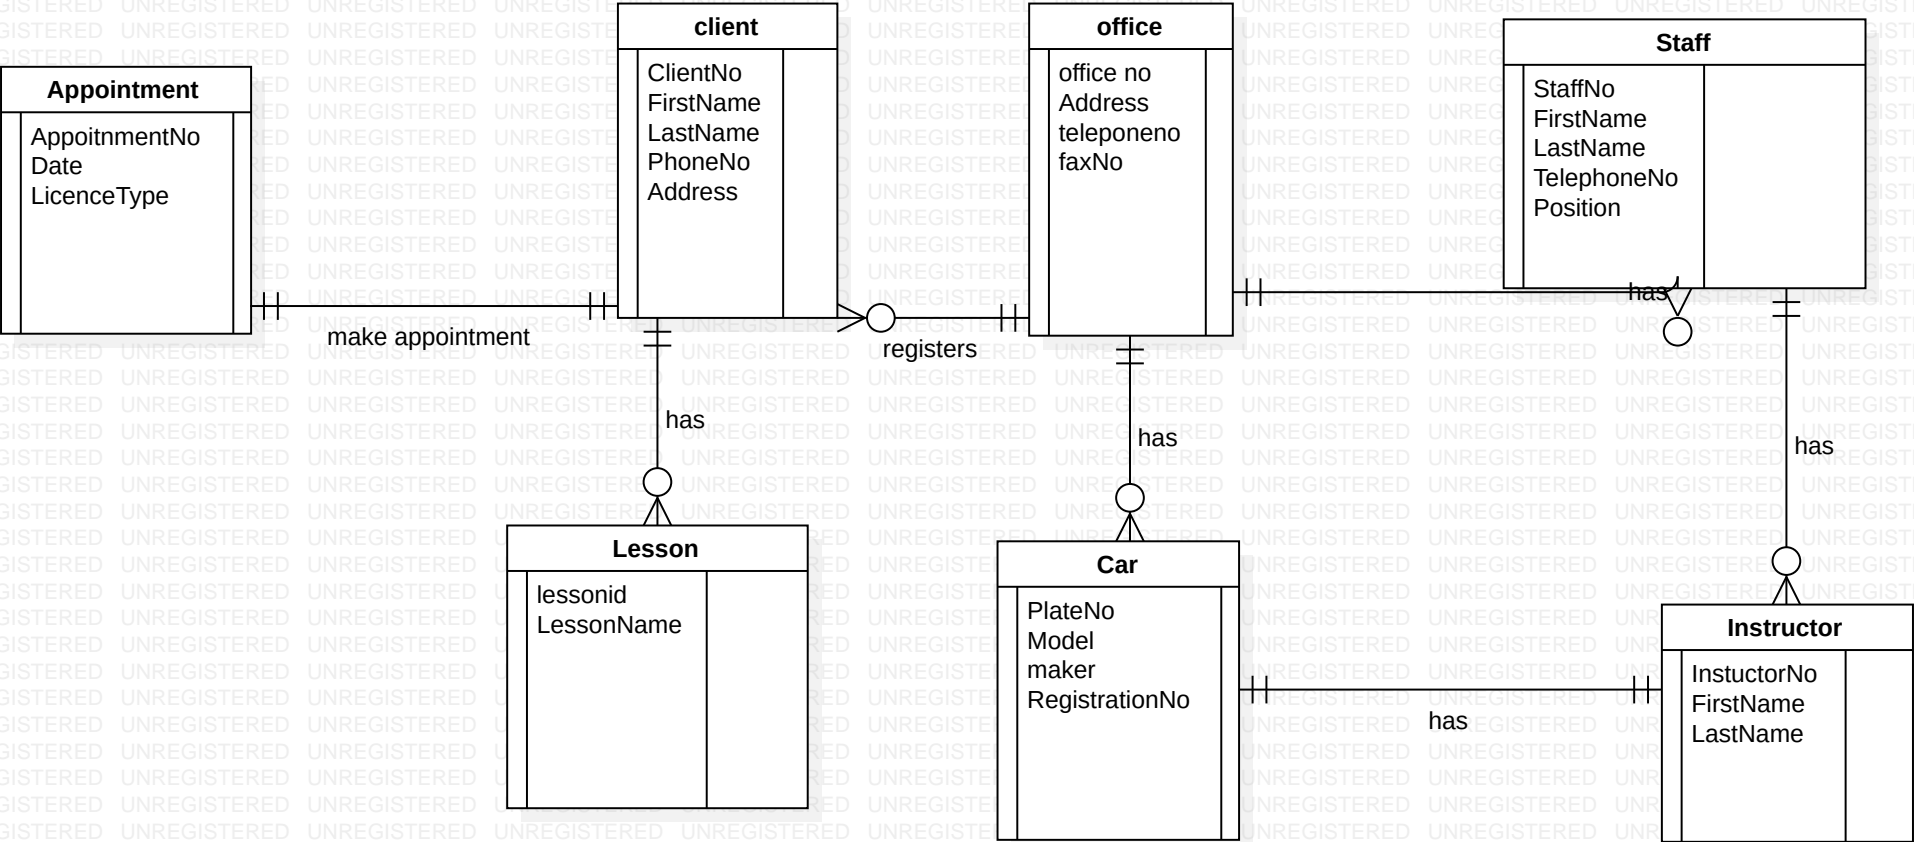 Appointment
AppoitnmentNo
Date
LicenceType
make appointment
client
ClientNo
FirstName
LastName
PhoneNo
Address
registers
office
office no
Address
teleponeno
faxNo
has
Staff
StaffNo
FirstName
LastName
TelephoneNo
Position
has
has
has
Lesson
lessonid
LessonName
Car
PlateNo
Model
maker
RegistrationNo
has
Instructor
InstuctorNo
FirstName
LastName
UNREGISTERED